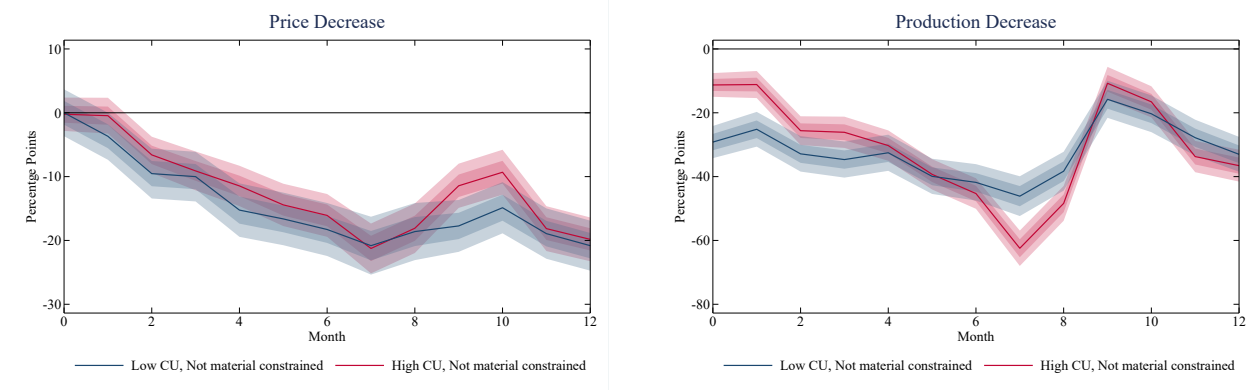 Price Decrease
10
0
-10
-20
-30
Percentge Points
0 2 4 6 8 10 12
Month
Low CU, Not material constrained High CU, Not material constrained
Production Decrease
0
-20
-40
-60
-80
Percentge Points
0 2 4 6 8 10 12
Month
Low CU, Not material constrained High CU, Not material constrained